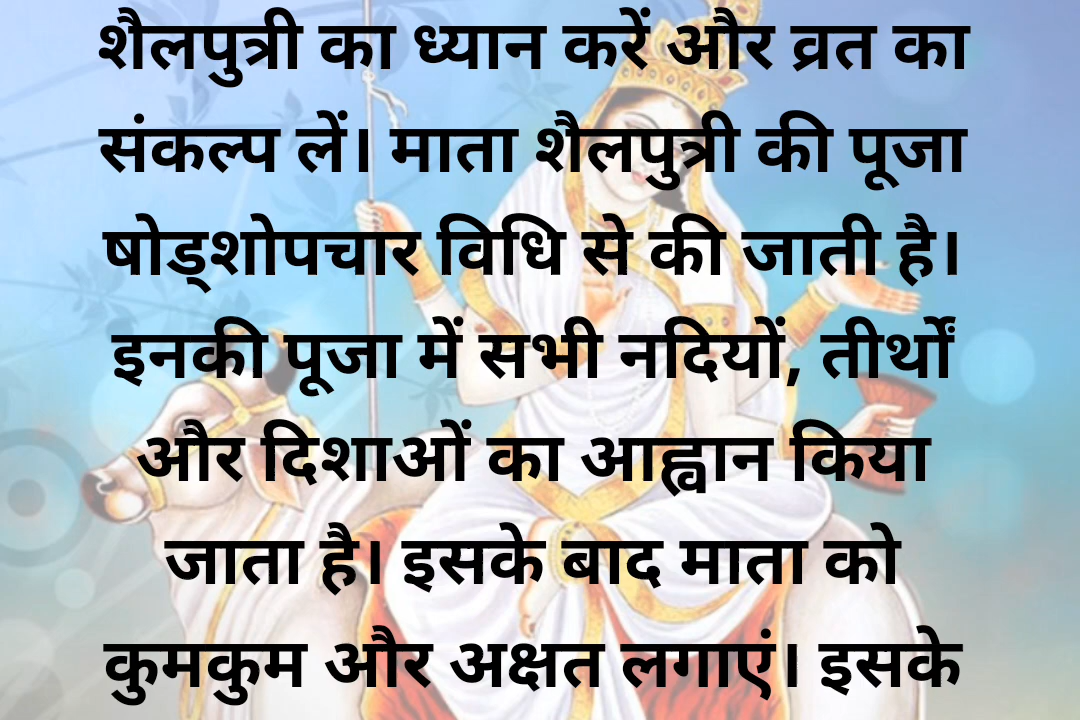 शैलपुत्री का ध्यान करें और व्रत का
संकल्प लें। माता शैलपुत्री की पूजा
षोड्शोपचार विधि से की जाती है।
इनकी पूजा में सभी नदियों, तीर्थों
और दिशाओं का आह्वान किया
जाता है। इसके बाद माता को
कुमकुम और अक्षत लगाएं। इसके